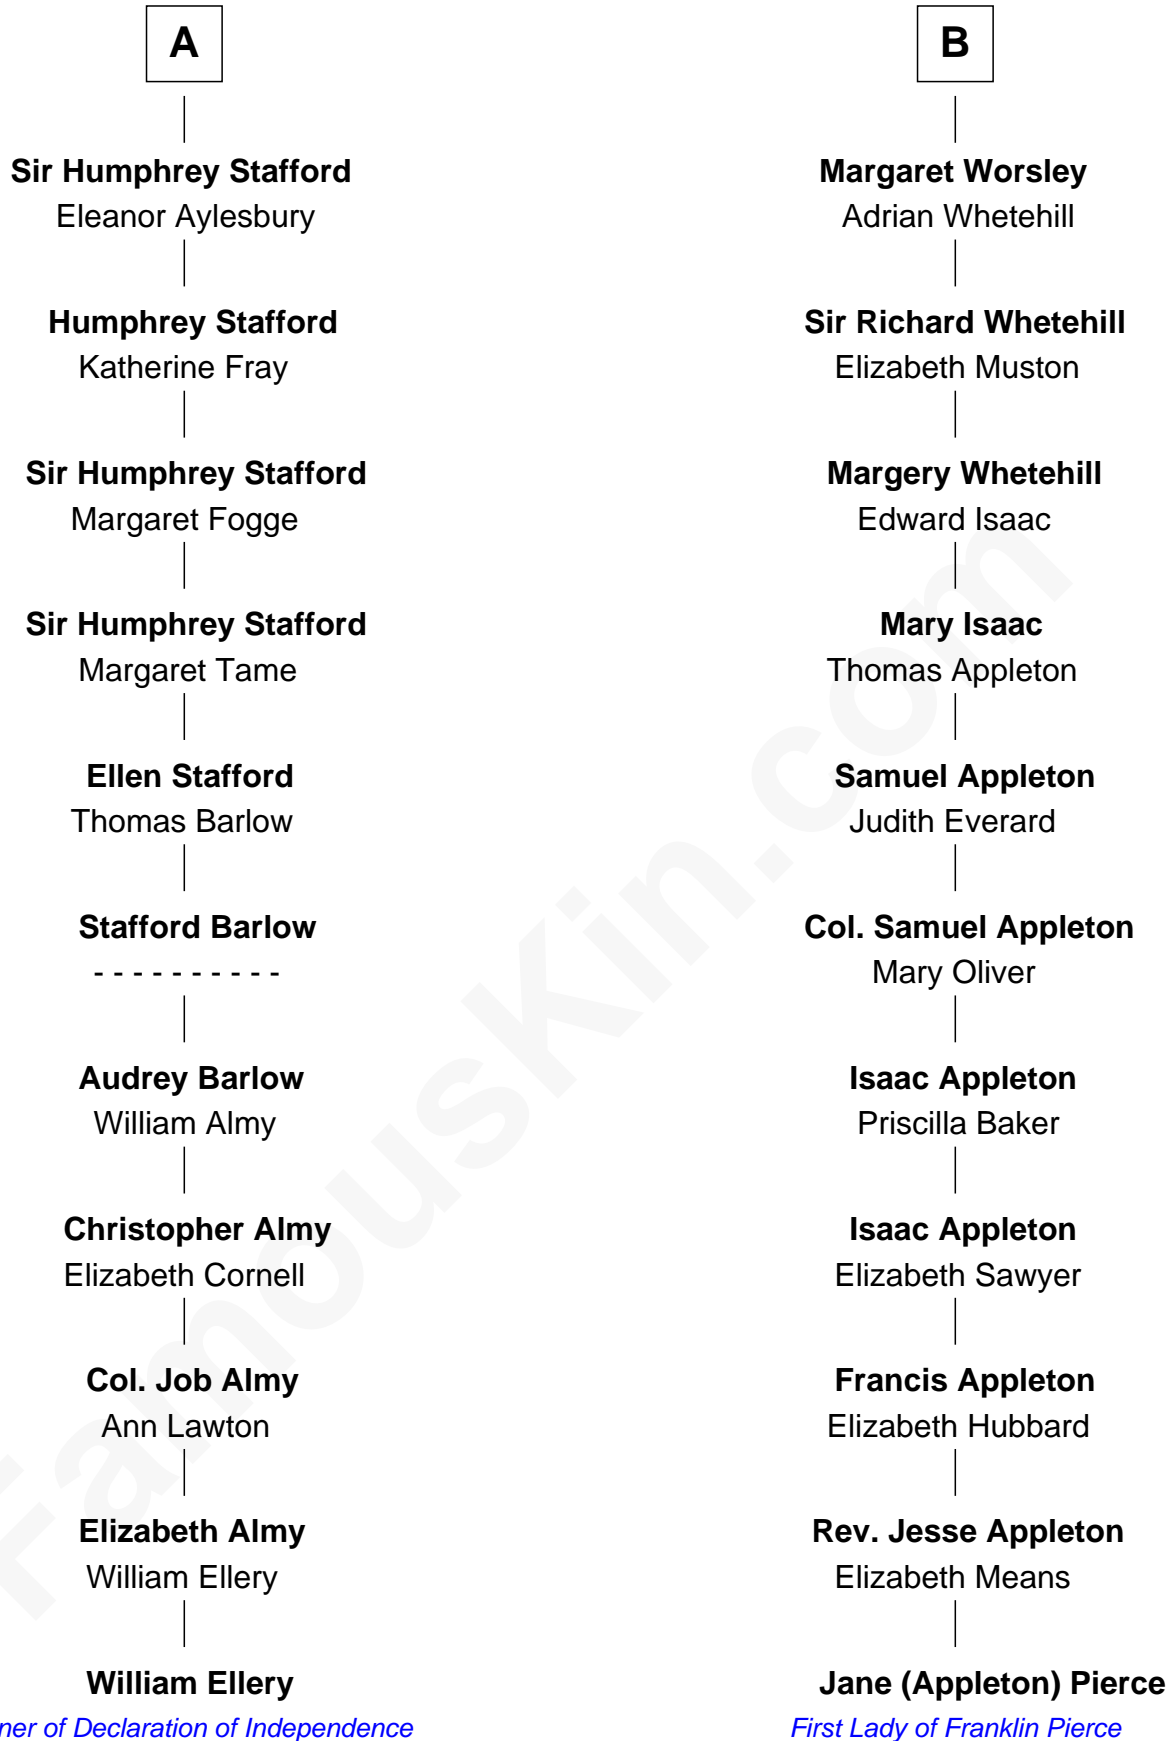 A
Sir Humphrey Stafford
Eleanor Aylesbury
Humphrey Stafford
Katherine Fray
Sir Humphrey Stafford
Margaret Fogge
Sir Humphrey Stafford
Margaret Tame
Ellen Stafford
Thomas Barlow
Stafford Barlow
- - - - - - - - - -
Audrey Barlow
William Almy
Christopher Almy
Elizabeth Cornell
Col. Job Almy
Ann Lawton
Elizabeth Almy
William Ellery
William Ellery
ner of Declaration of Independence
B
Margaret Worsley
Adrian Whetehill
Sir Richard Whetehill
Elizabeth Muston
Margery Whetehill
Edward Isaac
Mary Isaac
Thomas Appleton
Samuel Appleton
Judith Everard
Col. Samuel Appleton
Mary Oliver
Isaac Appleton
Priscilla Baker
Isaac Appleton
Elizabeth Sawyer
Francis Appleton
Elizabeth Hubbard
Rev. Jesse Appleton
Elizabeth Means
Jane (Appleton) Pierce
First Lady of Franklin Pierce
FamousKin.com